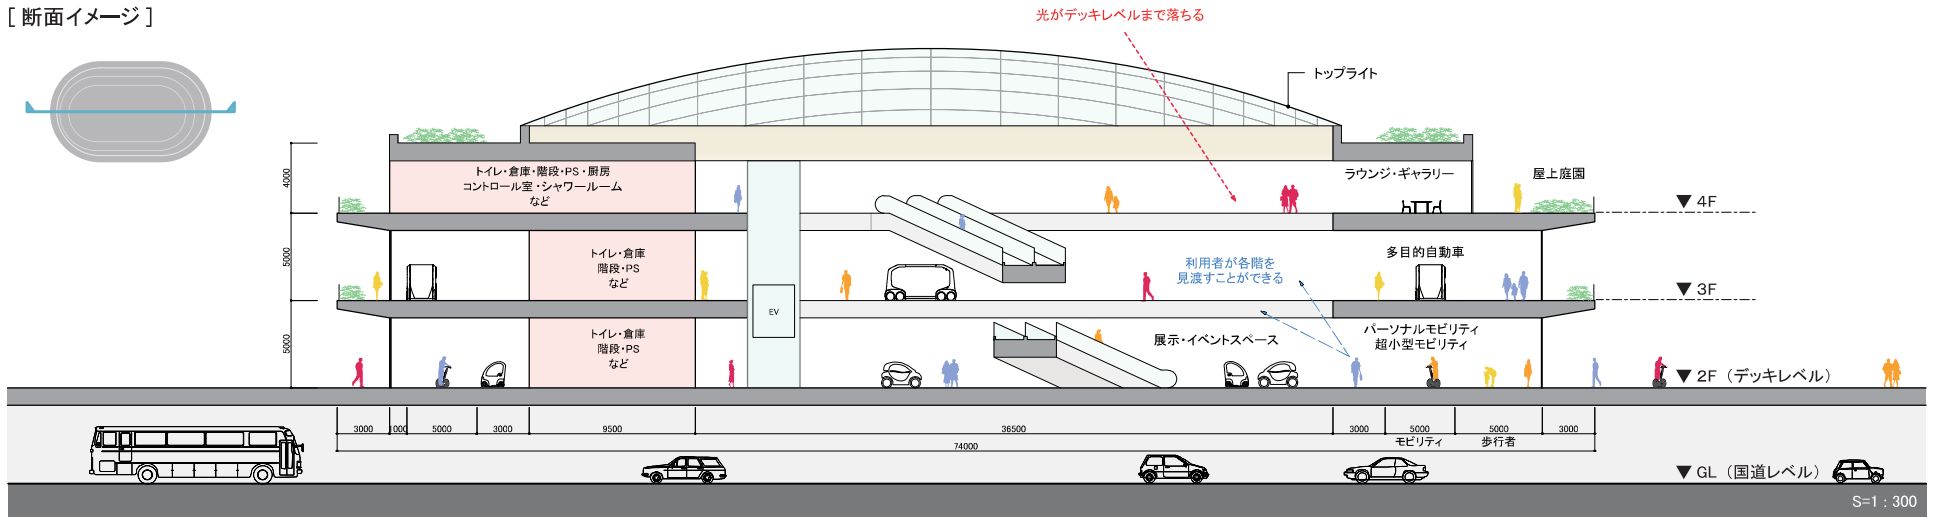 [ 断面イメージ ]
光がデッキレベルまで落ちる
トップライト
4000
トイレ・倉庫・階段・PS・厨房
コントロール室・シャワールーム
など
ラウンジ・ギャラリー
屋上庭園
▼ 4F
5000
トイレ・倉庫
階段・PS
など
利用者が各階を
見渡すことができる
多目的自動車
▼ 3F
EV
5000
トイレ・倉庫
階段・PS
など
展示・イベントスペース
パーソナルモビリティ
超小型モビリティ
▼ 2F（デッキレベル）
3000 1000 5000 3000 9500 36500 3000 5000 5000 3000
モビリティ 歩行者
74000
▼ GL（国道レベル）
S=1 : 300